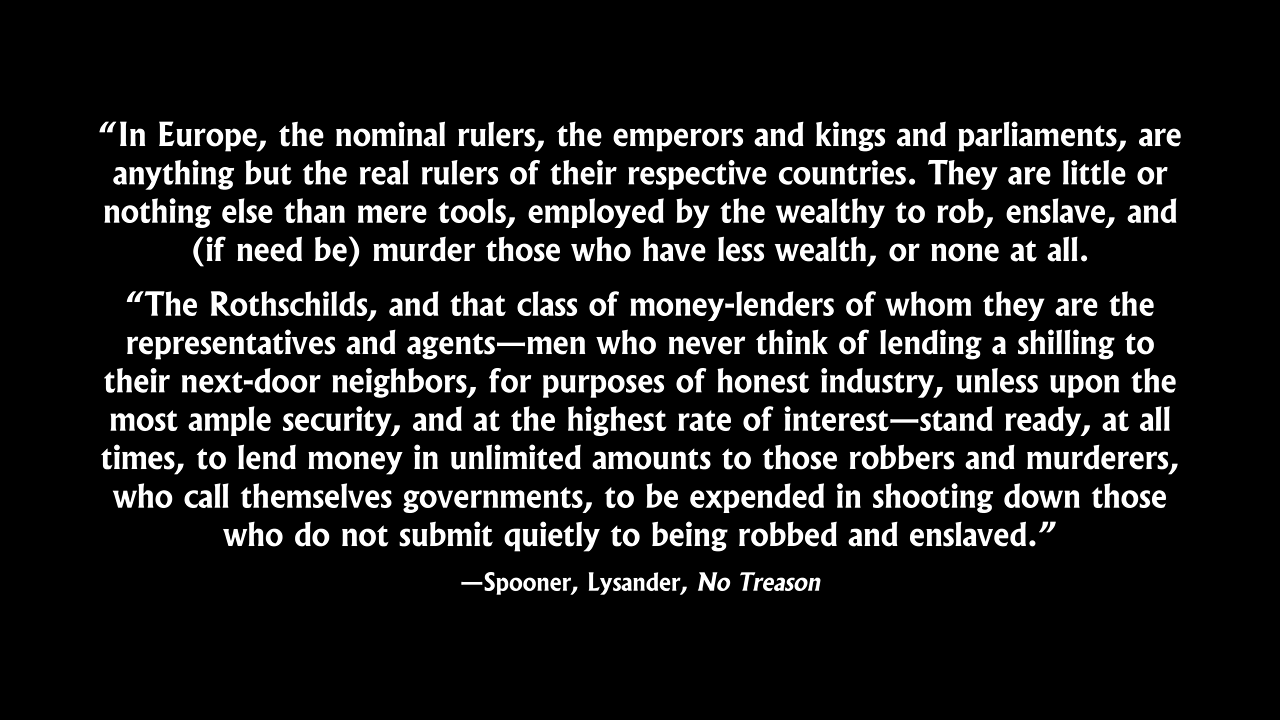 “In Europe, the nominal rulers, the emperors and kings and parliaments, are
anything but the real rulers of their respective countries. They are little or
nothing else than mere tools, employed by the wealthy to rob, enslave, and
(if need be) murder those who have less wealth, or none at all.
“The Rothschilds, and that class of money-lenders of whom they are the
representatives and agents—men who never think of lending a shilling to
their next-door neighbors, for purposes of honest industry, unless upon the
most ample security, and at the highest rate of interest—stand ready, at all
times, to lend money in unlimited amounts to those robbers and murderers,
who call themselves governments, to be expended in shooting down those
who do not submit quietly to being robbed and enslaved.”
—Spooner, Lysander, No Treason